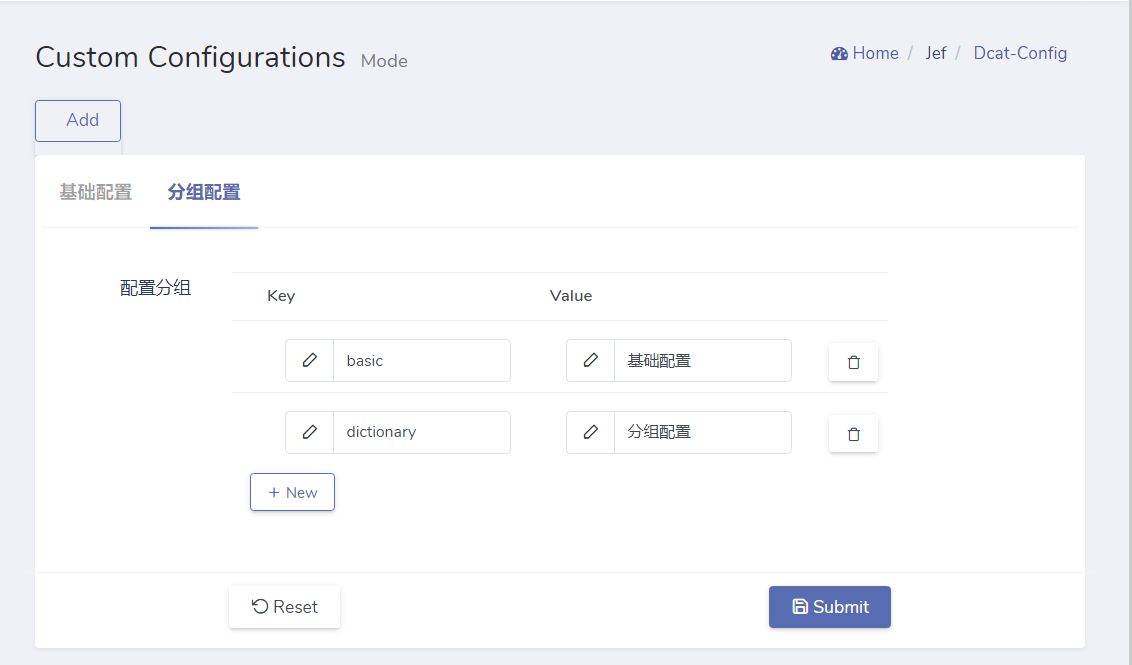 Custom Configurations Mode
Home / Jef / Dcat-Config
Add
基础配置 分组配置
配置分组
Key Value
basic 基础配置
dictionary 分组配置
+ New
Reset Submit